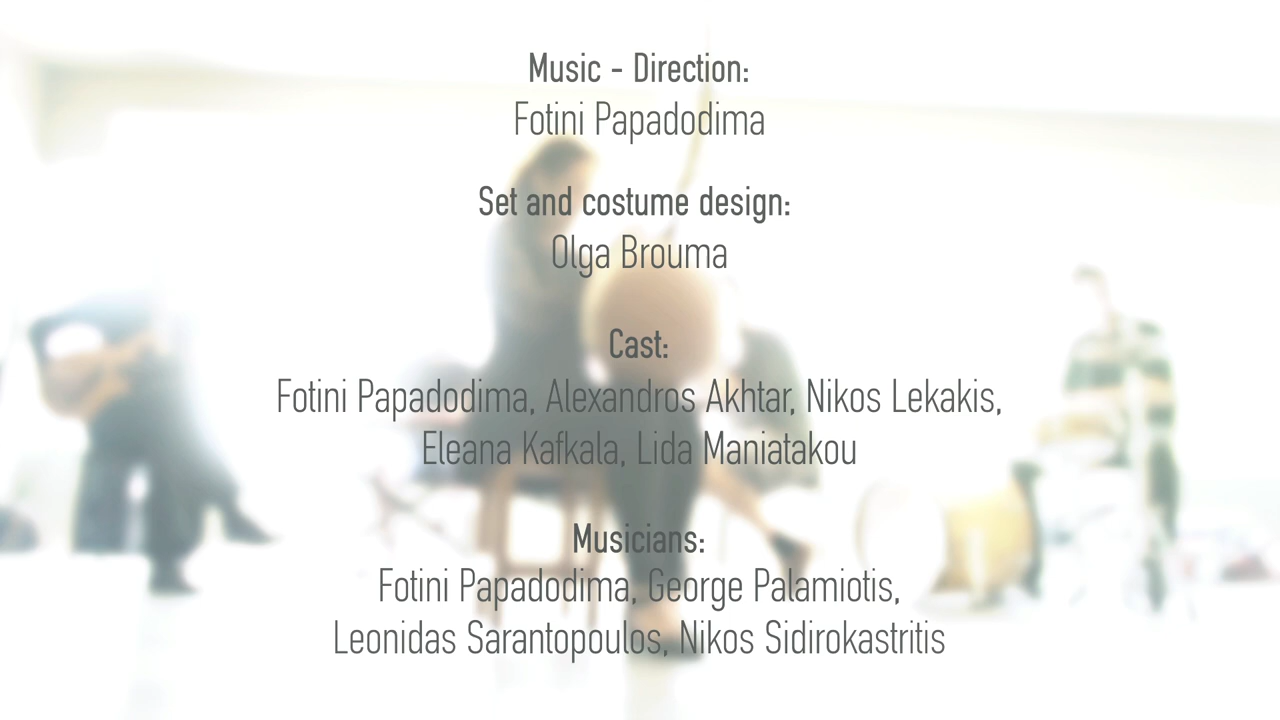 Music - Direction:
Fotini Papadodima
Set and costume design:
Olga Brouma
Cast:
Fotini Papadodima, Alexandros Akhtar, Nikos Lekakis,
Eleana Kafkala, Lida Maniatakou
Musicians:
Fotini Papadodima, George Palamiotis,
Leonidas Sarantopoulos, Nikos Sidirokastritis